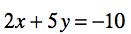 2x + 5y = −10